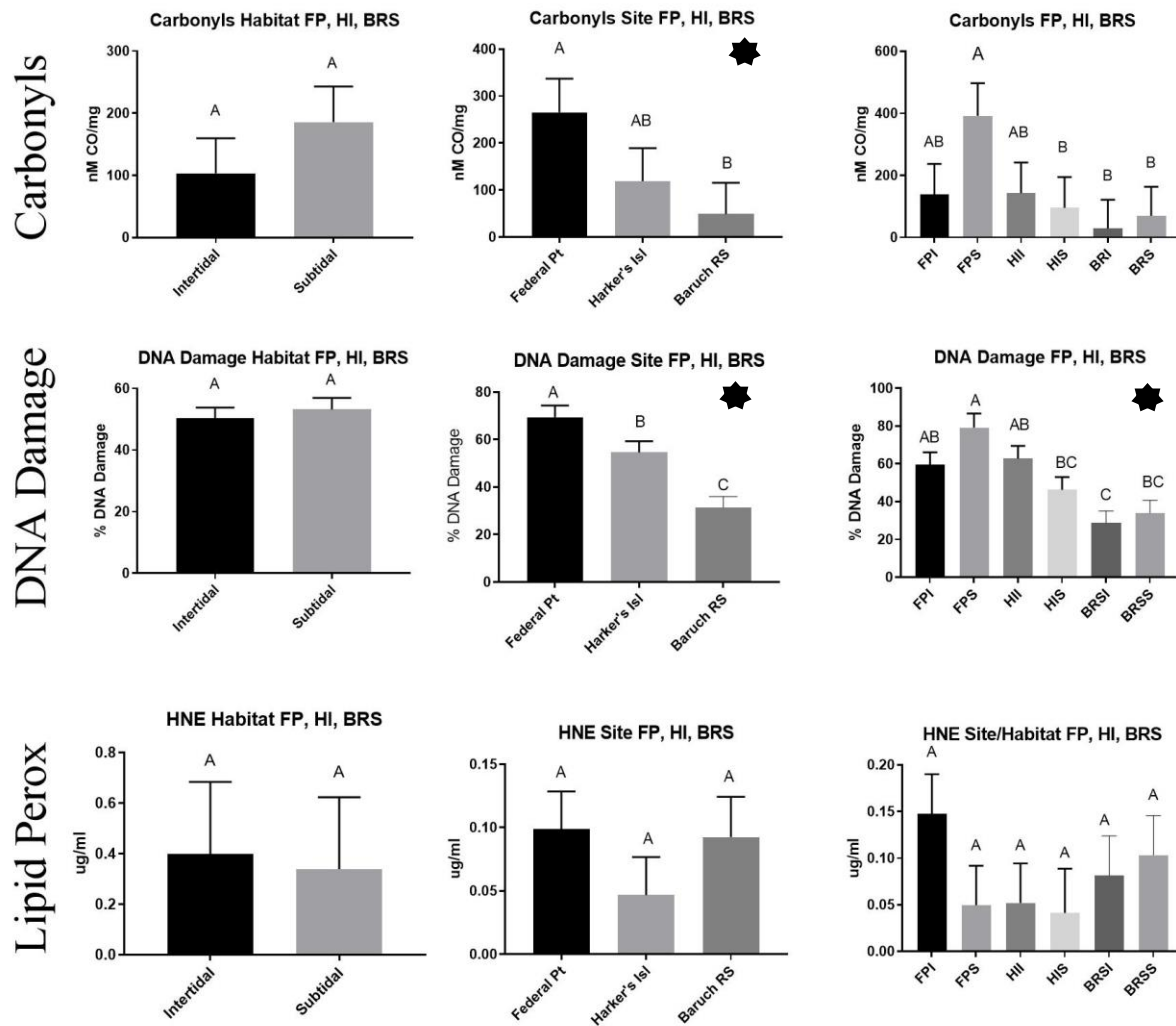 Carbonyls
Carbonyls Habitat FP, HI, BRS
nM CO/mg
300
200
100
0
A
A
Intertidal
Subtidal
Carbonyls Site FP, HI, BRS
nM CO/mg
400
300
200
100
0
A
AB
B
Federal Pt
Harker's Isl
Baruch RS
Carbonyls FP, HI, BRS
nM CO/mg
600
400
200
0
AB
A
AB
B
B
B
FPI
FPS
HII
HIS
BRI
BRS
DNA Damage
DNA Damage Habitat FP, HI, BRS
% DNA Damage
60
40
20
0
A
A
Intertidal
Subtidal
DNA Damage Site FP, HI, BRS
% DNA Damage
80
60
40
20
0
A
B
C
Federal Pt
Harker's Isl
Baruch RS
DNA Damage FP, HI, BRS
% DNA Damage
100
80
60
40
20
0
AB
A
AB
BC
C
BC
FPI
FPS
HII
HIS
BRSI
BRSS
Lipid Perox
HNE Habitat FP, HI, BRS
ug/ml
0.8
0.6
0.4
0.2
0.0
A
A
Intertidal
Subtidal
HNE Site FP, HI, BRS
ug/ml
0.15
0.10
0.05
0.00
A
A
A
Federal Pt
Harker's Isl
Baruch RS
HNE Site/Habitat FP, HI, BRS
ug/ml
0.20
0.15
0.10
0.05
0.00
A
A
A
A
A
A
FPI
FPS
HII
HIS
BRSI
BRSS